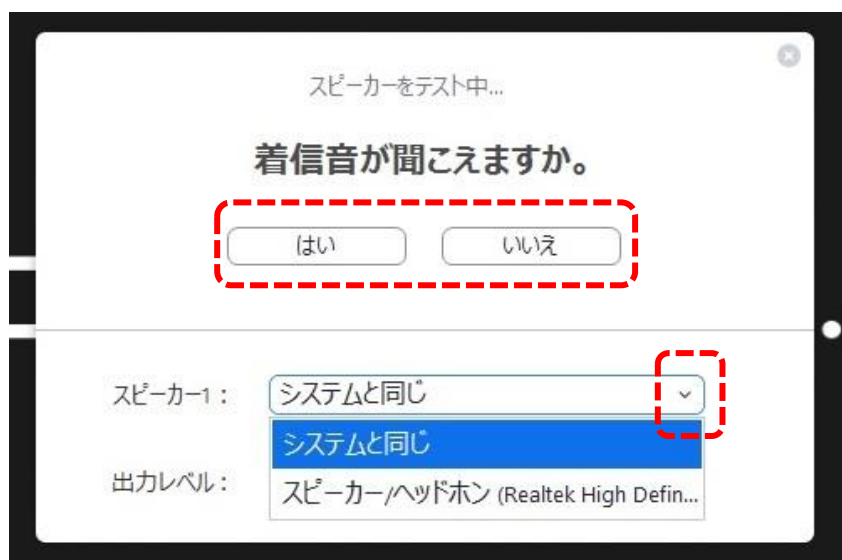 スピーカーをテスト中...
着信音が聞こえますか。
はい
いいえ
スピーカー1：
システムと同じ
システムと同じ
出力レベル：
スピーカー/ヘッドホン (Realtek High Defin...